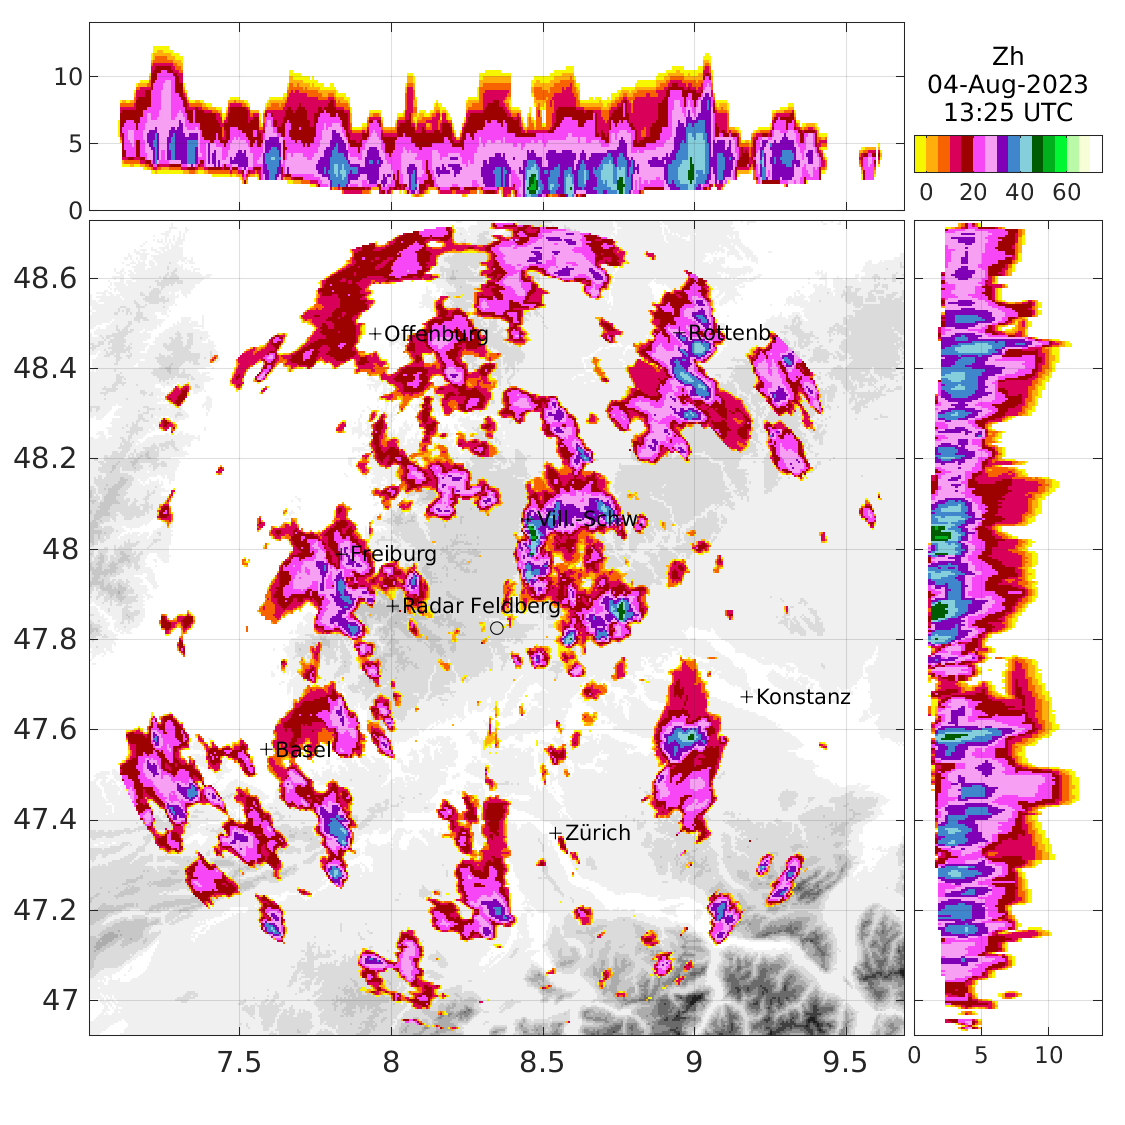 Zh
04-Aug-2023
13:25 UTC
0 20 40 60
10
5
0
48.6
48.4
48.2
48
47.8
47.6
47.4
47.2
47
Offenburg
Rottenb.
Vill.-Schw.
Freiburg
Radar Feldberg
Konstanz
Basel
Zürich
7.5 8 8.5 9 9.5
0 5 10